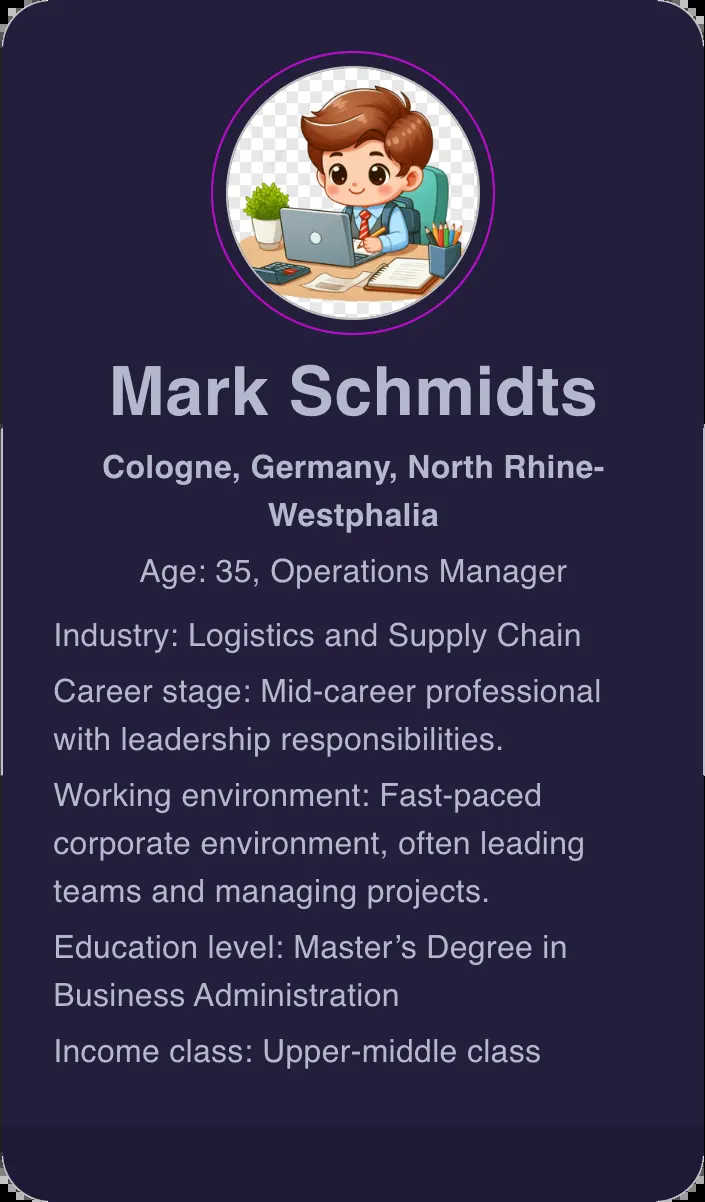 Mark Schmidts
Cologne, Germany, North Rhine-
Westphalia
Age: 35, Operations Manager
Industry: Logistics and Supply Chain
Career stage: Mid-career professional
with leadership responsibilities.
Working environment: Fast-paced
corporate environment, often leading
teams and managing projects.
Education level: Master’s Degree in
Business Administration
Income class: Upper-middle class